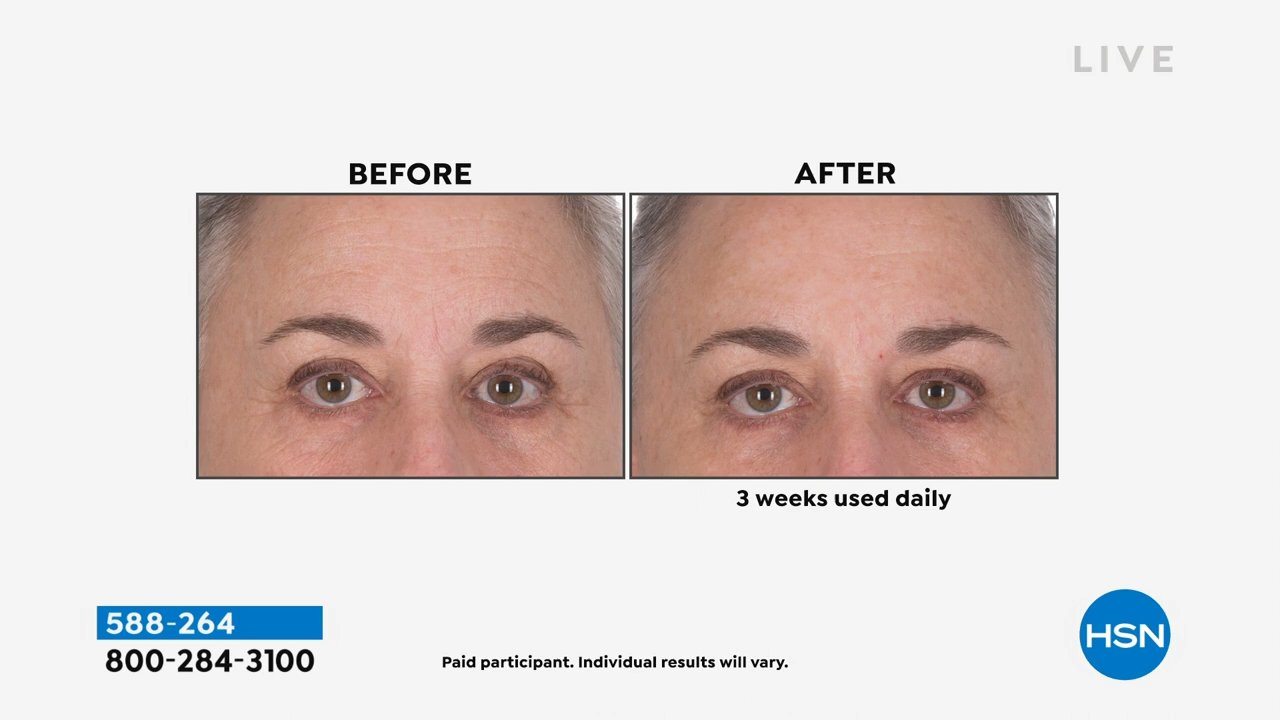 LIVE
BEFORE
AFTER
3 weeks used daily
588-264
800-284-3100
Paid participant. Individual results will vary.
HSN